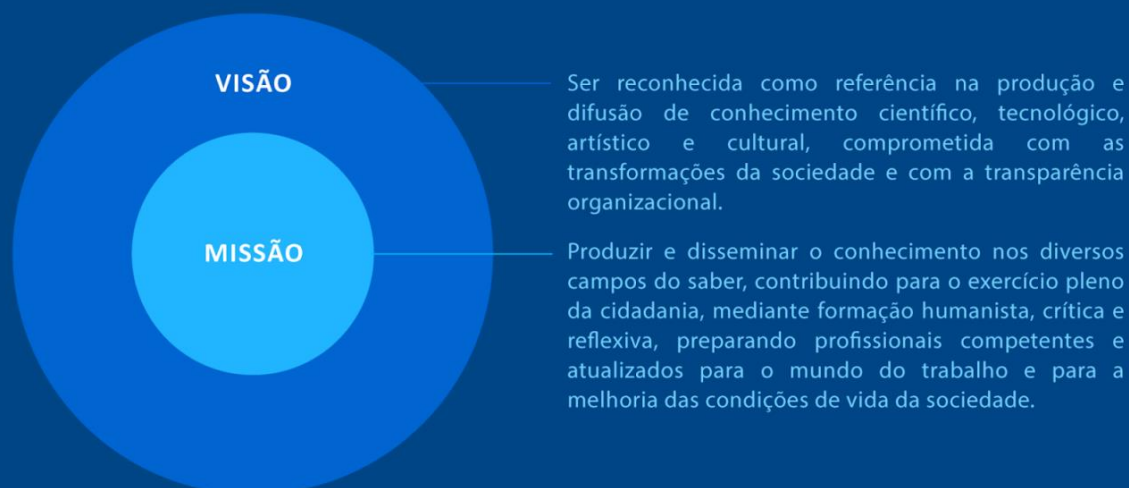 VISÃO
Ser reconhecida como referência na produção e
difusão de conhecimento científico, tecnológico,
artístico e cultural, comprometida com as
transformações da sociedade e com a transparência
organizacional.
MISSÃO
Produzir e disseminar o conhecimento nos diversos
campos do saber, contribuindo para o exercício pleno
da cidadania, mediante formação humanista, crítica e
reflexiva, preparando profissionais competentes e
atualizados para o mundo do trabalho e para a
melhoria das condições de vida da sociedade.